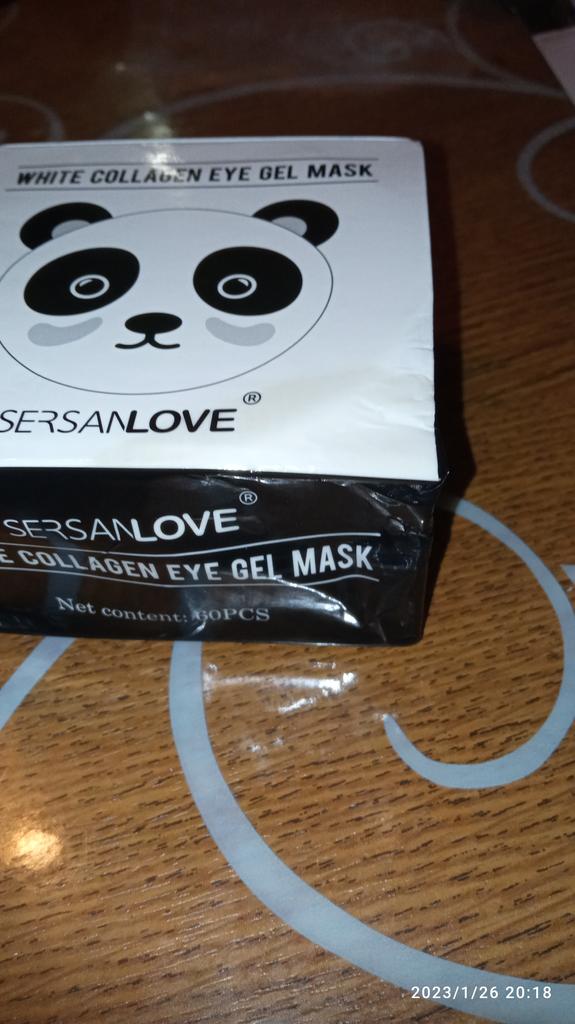 WHITE COLLAGEN EYE GEL MASK
SERSANLOVE®
SERSANLOVE®
E COLLAGEN EYE GEL MASK
Net content: 60PCS
2023/1/26 20:18